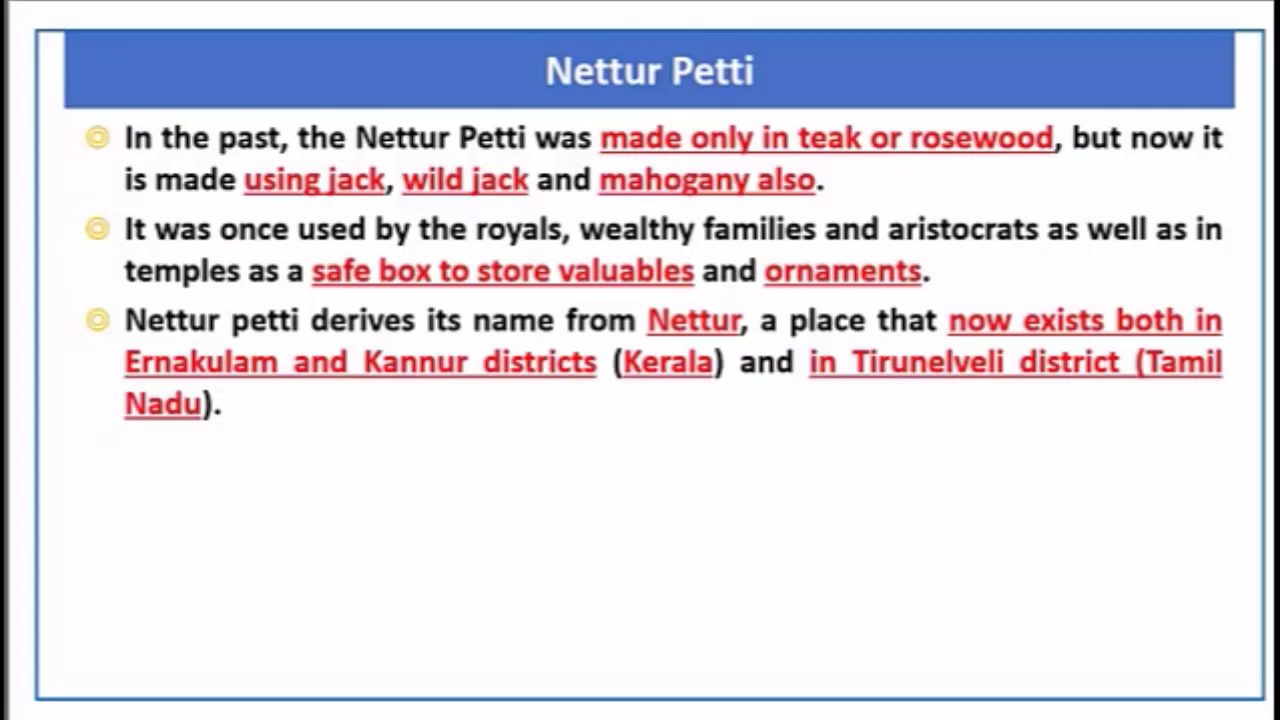 Nettur Petti
In the past, the Nettur Petti was made only in teak or rosewood, but now it
is made using jack, wild jack and mahogany also.
It was once used by the royals, wealthy families and aristocrats as well as in
temples as a safe box to store valuables and ornaments.
Nettur petti derives its name from Nettur, a place that now exists both in
Ernakulam and Kannur districts (Kerala) and in Tirunelveli district (Tamil
Nadu).